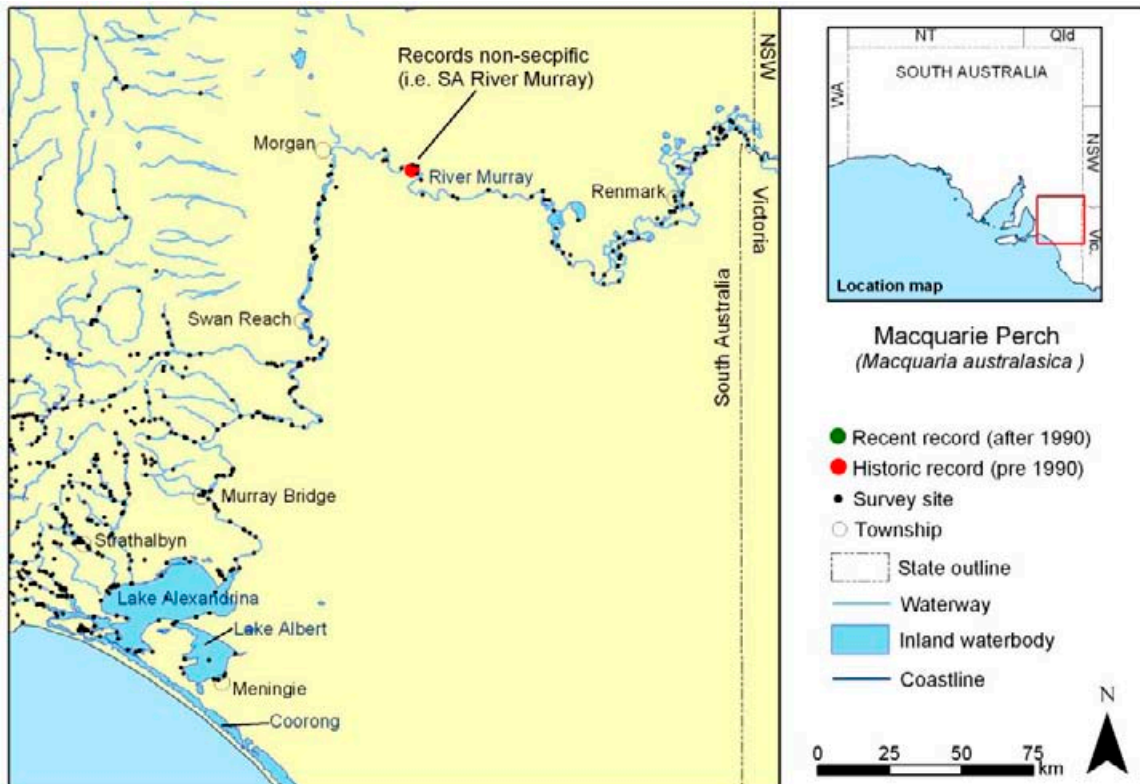 Records non-secpific
(i.e. SA River Murray)
NSW
Morgan
River Murray
Renmark
Victoria
South Australia
Swan Reach
Murray Bridge
Strathalbyn
Lake Alexandrina
Lake Albert
Meningie
Coorong
NT
Qld
SOUTH AUSTRALIA
WA
NSW
Vic.
Location map
Macquarie Perch
(Macquaria australasica )
Recent record (after 1990)
Historic record (pre 1990)
Survey site
Township
State outline
Waterway
Inland waterbody
Coastline
N
0 25 50 75
km